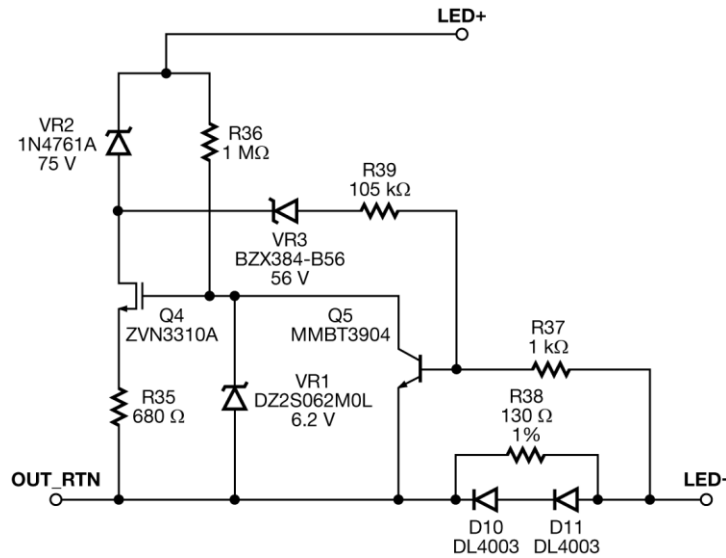 LED+
VR2
1N4761A
75 V
R36
1 MΩ
R39
105 kΩ
VR3
BZX384-B56
56 V
Q4
ZVN3310A
Q5
MMBT3904
R37
1 kΩ
R38
130 Ω
1%
R35
680 Ω
VR1
DZ2S062M0L
6.2 V
OUT_RTN
LED-
D10
DL4003
D11
DL4003